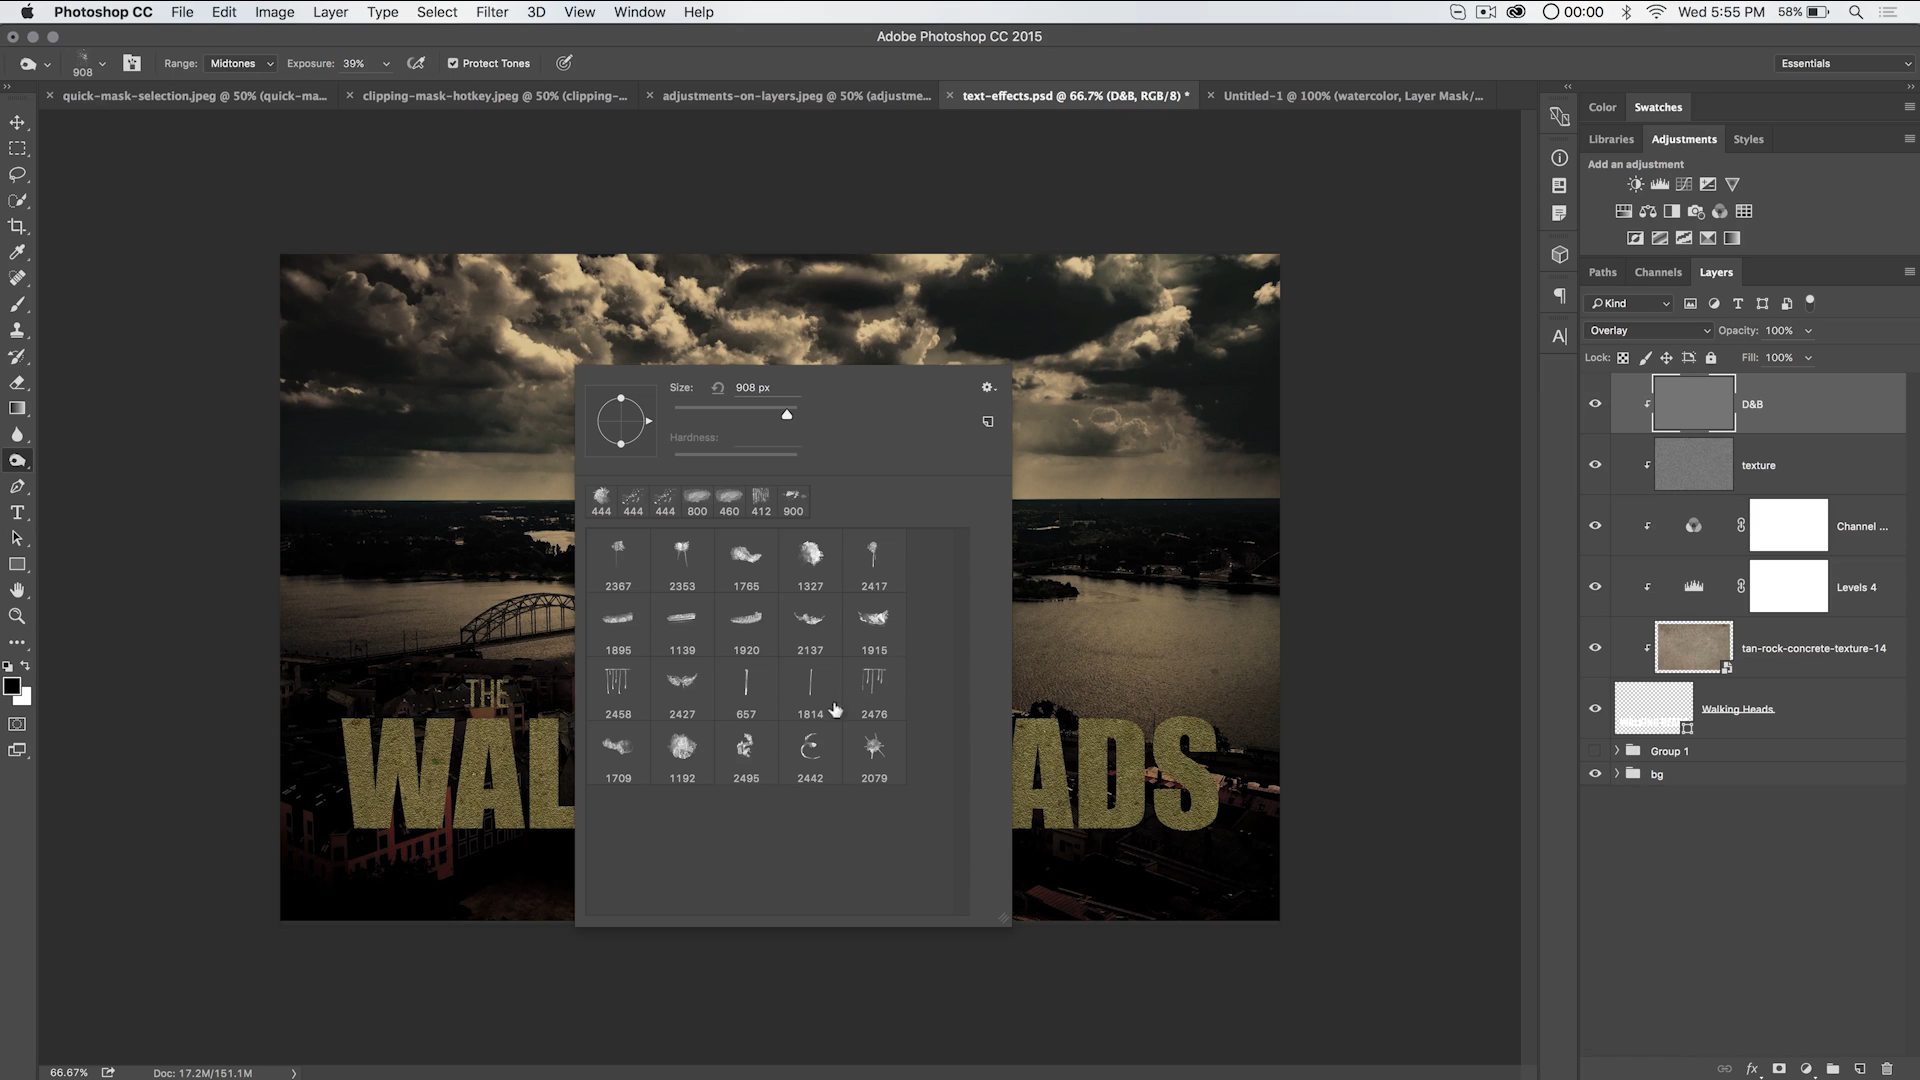 Photoshop CC File Edit Image Layer Type Select Filter 3D View Window Help 00:00 Wed 5:55 PM 58%
Adobe Photoshop CC 2015
908 Range: Midtones Exposure: 39% Protect Tones Essentials
quick-mask-selection.jpeg @ 50% (quick-ma... clipping-mask-hotkey.jpeg @ 50% (clipping-... adjustments-on-layers.jpeg @ 50% (adjustme... text-effects.psd @ 66.7% (D&B, RGB/8) * Untitled-1 @ 100% (watercolor, Layer Mask/...
Color Swatches
Libraries Adjustments Styles
Add an adjustment
Paths Channels Layers
Kind
Overlay Opacity: 100%
Lock: Fill: 100%
D&B
texture
Channel ...
Levels 4
tan-rock-concrete-texture-14
Walking Heads
Group 1
bg
Size: 908 px
Hardness:
444 444 444 800 460 412 900
2367 2353 1765 1327 2417
1895 1139 1920 2137 1915
2458 2427 657 1814 2476
1709 1192 2495 2442 2079
THE
WAL ADS
66.67% Doc: 17.2M/151.1M
fx